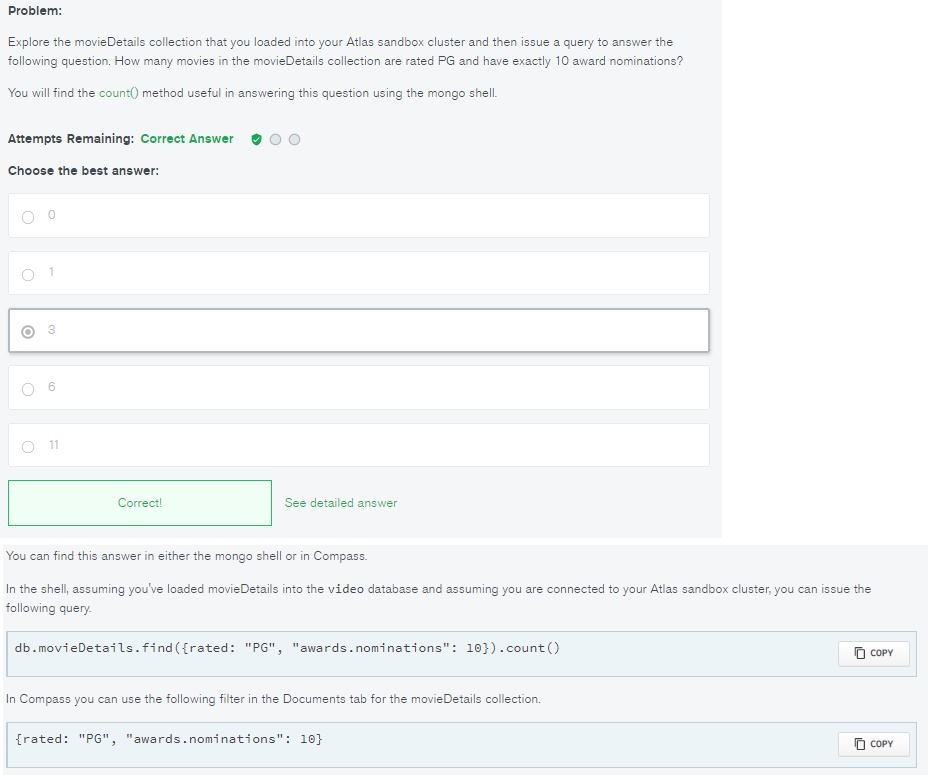 Problem:
Explore the movieDetails collection that you loaded into your Atlas sandbox cluster and then issue a query to answer the
following question. How many movies in the movieDetails collection are rated PG and have exactly 10 award nominations?
You will find the count() method useful in answering this question using the mongo shell.
Attempts Remaining: Correct Answer
Choose the best answer:
0
1
3
6
11
Correct!
See detailed answer
You can find this answer in either the mongo shell or in Compass.
In the shell, assuming you've loaded movieDetails into the video database and assuming you are connected to your Atlas sandbox cluster, you can issue the
following query.
db.movieDetails.find({rated: "PG", "awards.nominations": 10}).count()
COPY
In Compass you can use the following filter in the Documents tab for the movieDetails collection.
{rated: "PG", "awards.nominations": 10}
COPY